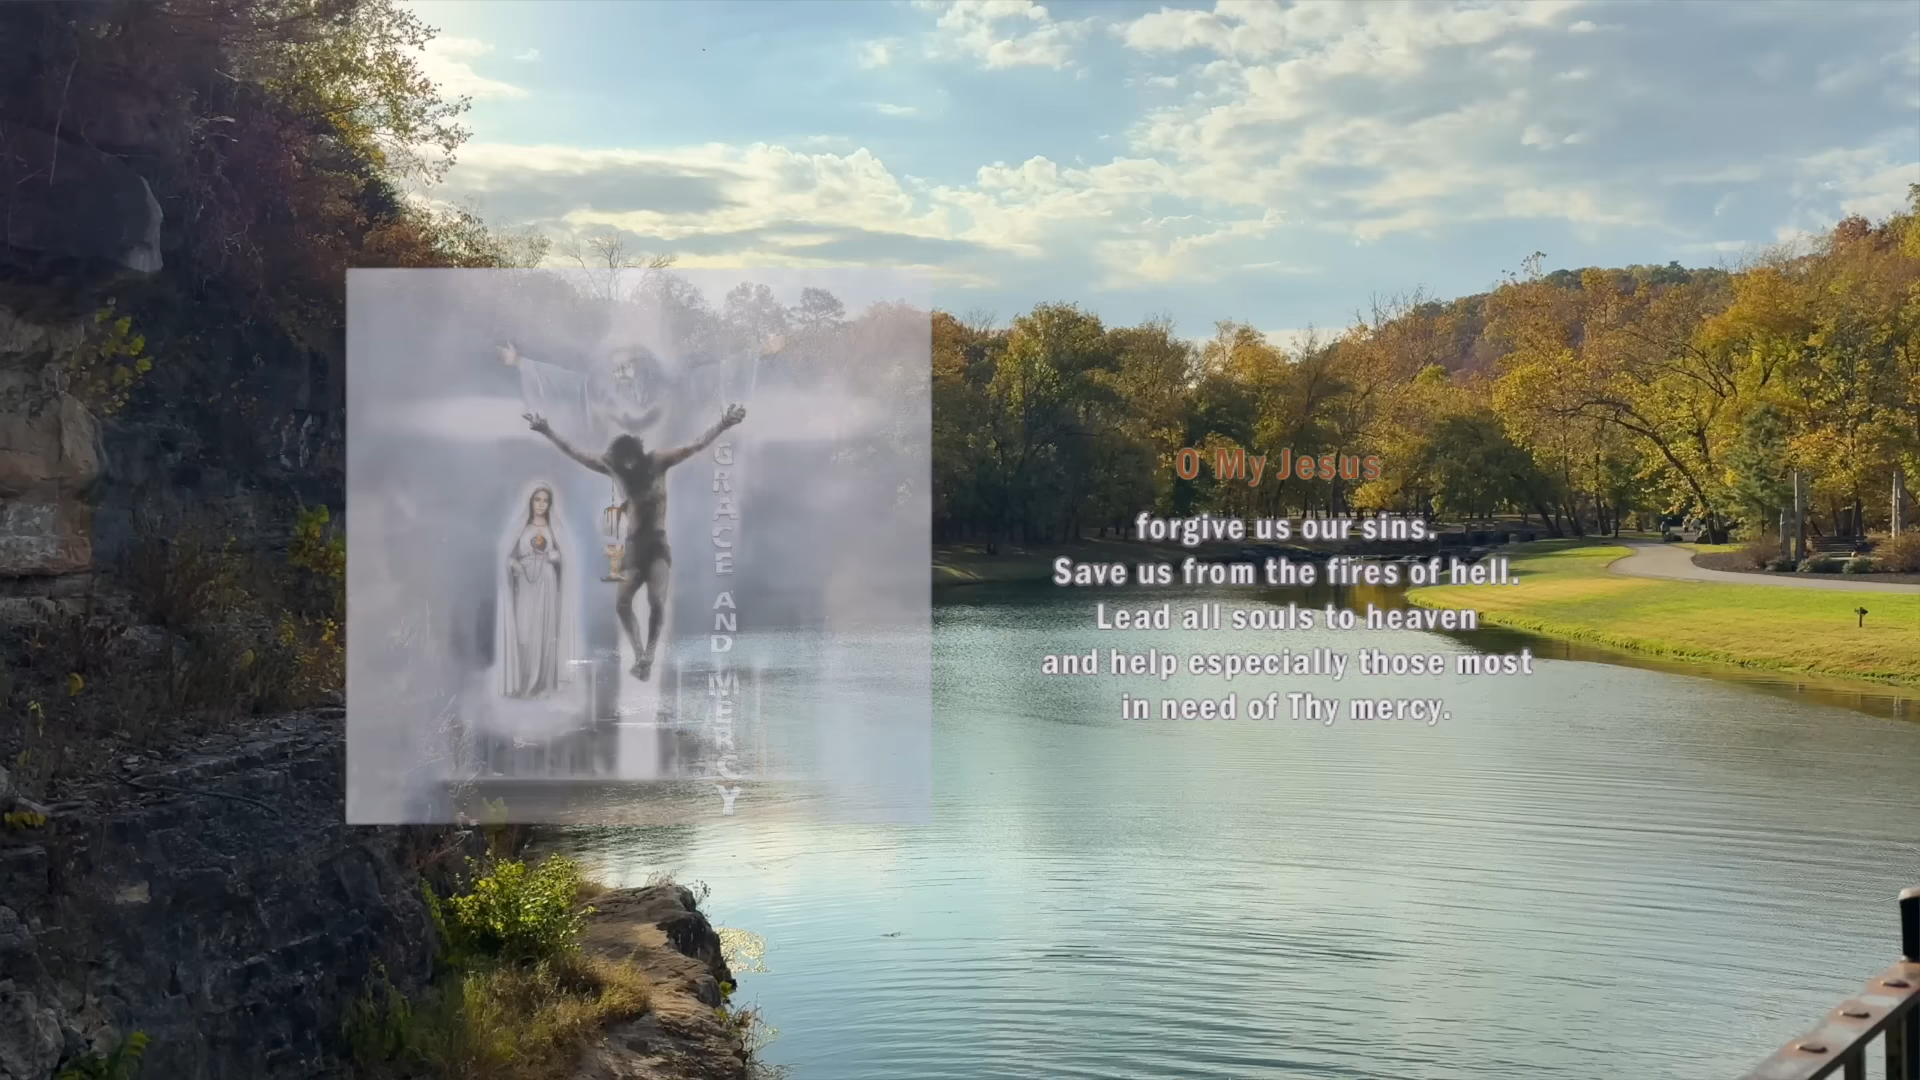 GRACE AND MERCY
O My Jesus
forgive us our sins.
Save us from the fires of hell.
Lead all souls to heaven
and help especially those most
in need of Thy mercy.